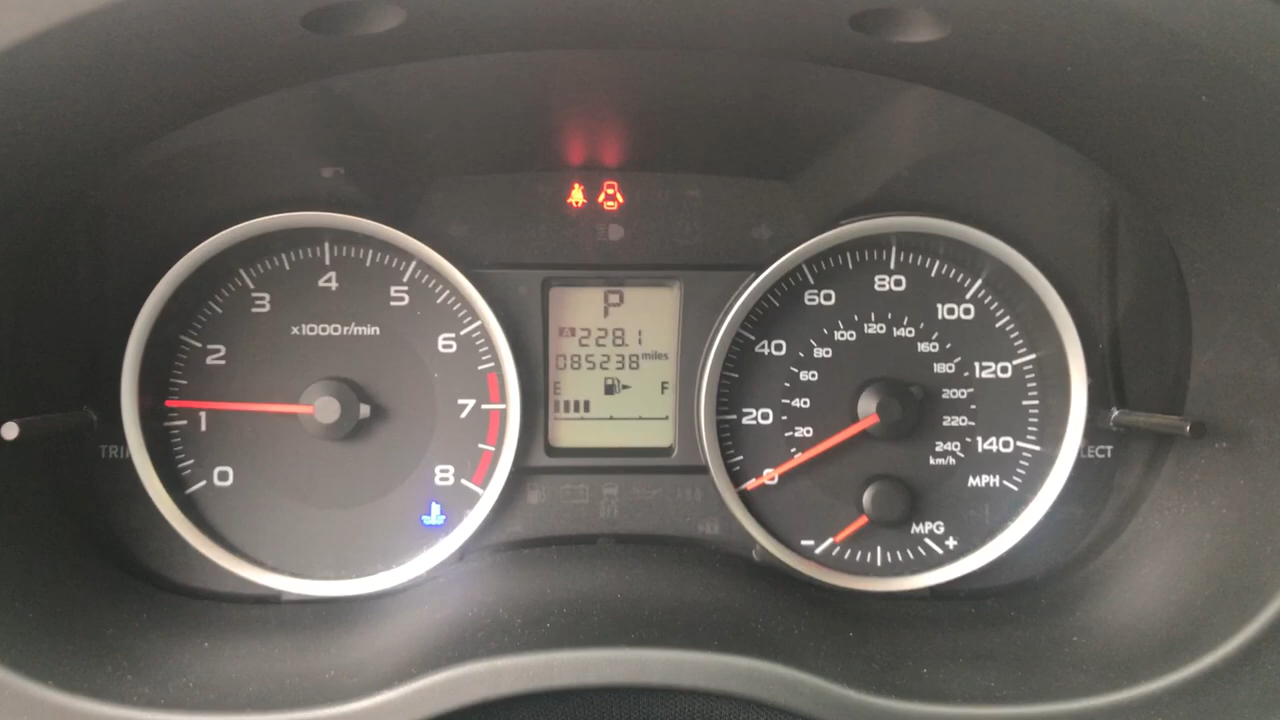 4
3
5
x1000 r/min
2
6
1
7
0
8
TRI
P
A 228.1
085238 miles
E
F
80
60
100
40
120
20
140
0
MPH
120
100
140
80
160
60
180
40
200
20
220
240
km/h
MPG
- +
LECT